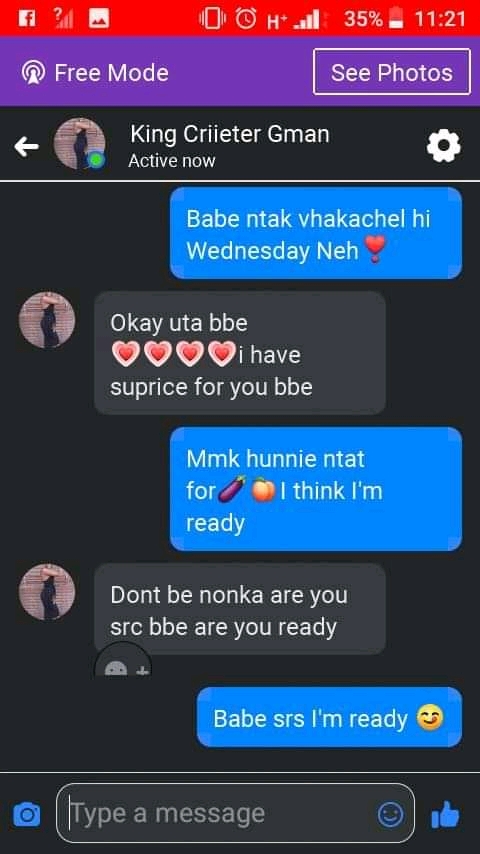 H+ 35% 11:21
Free Mode
See Photos
King Criieter Gman
Active now
Babe ntak vhakachel hi
Wednesday Neh❣️
Okay uta bbe
💗💗💗💗i have
suprice for you bbe
Mmk hunnie ntat
for🍆🍑I think I'm
ready
Dont be nonka are you
src bbe are you ready
Babe srs I'm ready 😋
Type a message